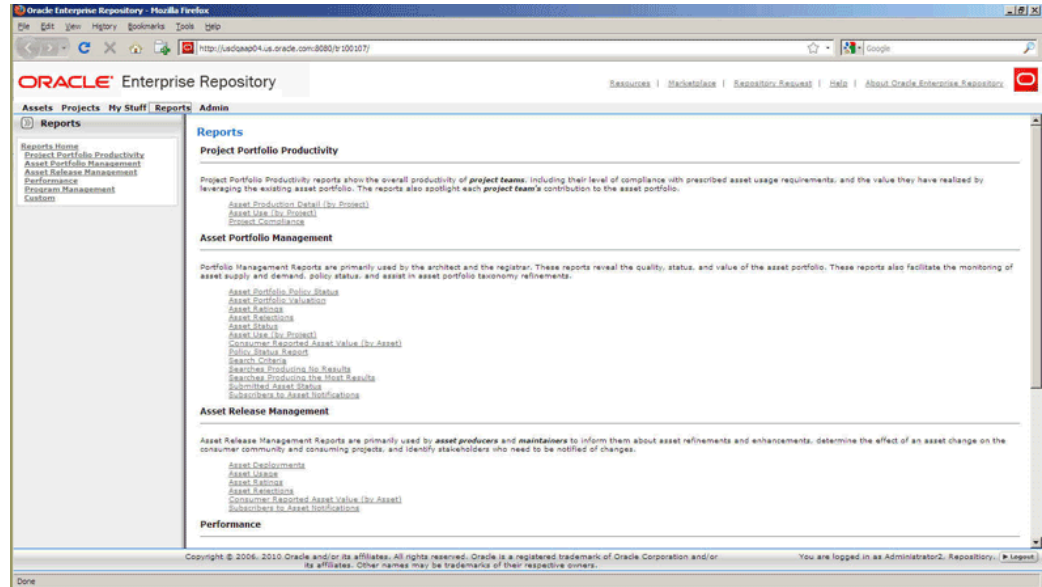 Oracle Enterprise Repository - Mozilla Firefox
File Edit View History Bookmarks Tools Help
http://usdqaap04.us.oracle.com:8080/tr100107/
Google
ORACLE Enterprise Repository
Resources | Marketplace | Repository Request | Help | About Oracle Enterprise Repository
Assets Projects My Stuff Reports Admin
Reports
Reports Home
Project Portfolio Productivity
Asset Portfolio Management
Asset Release Management
Performance
Program Management
Custom
Reports
Project Portfolio Productivity
Project Portfolio Productivity reports show the overall productivity of project teams, including their level of compliance with prescribed asset usage requirements, and the value they have realized by
leveraging the existing asset portfolio. The reports also spotlight each project team's contribution to the asset portfolio.
Asset Production Detail (by Project)
Asset Use (by Project)
Project Compliance
Asset Portfolio Management
Portfolio Management Reports are primarily used by the architect and the registrar. These reports reveal the quality, status, and value of the asset portfolio. These reports also facilitate the monitoring of
asset supply and demand, policy status, and assist in asset portfolio taxonomy refinements.
Asset Portfolio Policy Status
Asset Portfolio Valuation
Asset Ratings
Asset Rejections
Asset Status
Asset Use (by Project)
Consumer Reported Asset Value (by Asset)
Policy Status Report
Search Criteria
Searches Producing No Results
Searches Producing the Most Results
Submitted Asset Status
Subscribers to Asset Notifications
Asset Release Management
Asset Release Management Reports are primarily used by asset producers and maintainers to inform them about asset refinements and enhancements, determine the effect of an asset change on the
consumer community and consuming projects, and identify stakeholders who need to be notified of changes.
Asset Deployments
Asset Usage
Asset Ratings
Asset Rejections
Consumer Reported Asset Value (by Asset)
Subscribers to Asset Notifications
Performance
Copyright © 2006, 2010 Oracle and/or its affiliates. All rights reserved. Oracle is a registered trademark of Oracle Corporation and/or
its affiliates. Other names may be trademarks of their respective owners.
You are logged in as Administrator2, Repository. Logout
Done